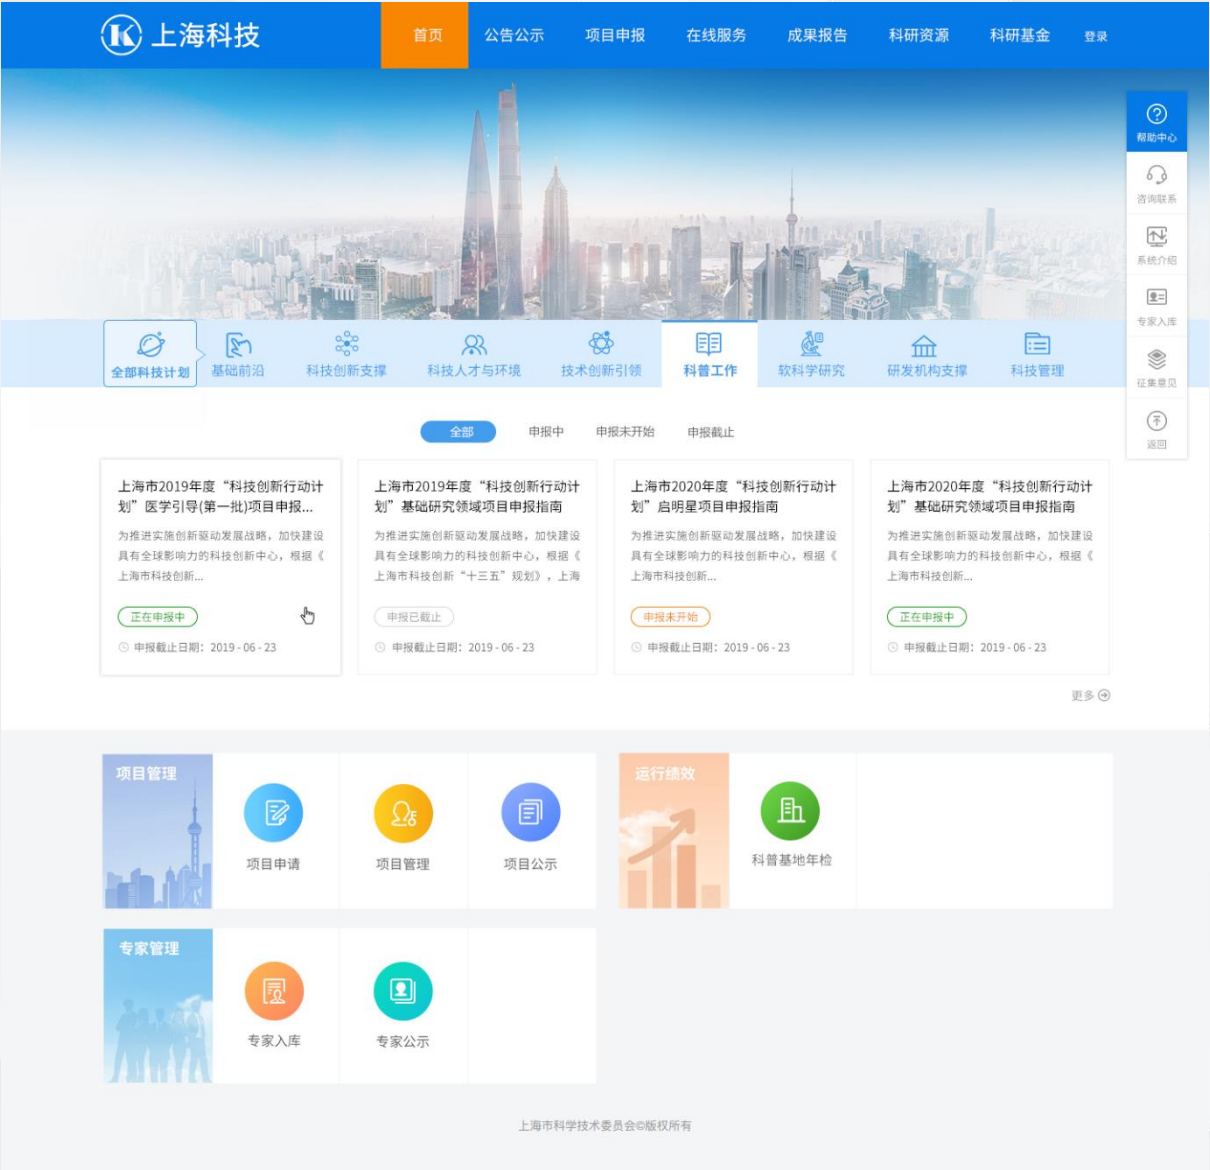 上海科技
首页 公告公示 项目申报 在线服务 成果报告 科研资源 科研基金 登录
帮助中心
咨询联系
系统介绍
专家入库
征集意见
返回
全部科技计划 基础前沿 科技创新支撑 科技人才与环境 技术创新引领 科普工作 软科学研究 研发机构支撑 科技管理
全部 申报中 申报未开始 申报截止
上海市2019年度“科技创新行动计
划”医学引导(第一批)项目申报...
为推进实施创新驱动发展战略，加快建设
具有全球影响力的科技创新中心，根据《
上海市科技创新...
正在申报中
申报截止日期：2019-06-23
上海市2019年度“科技创新行动计
划”基础研究领域项目申报指南
为推进实施创新驱动发展战略，加快建设
具有全球影响力的科技创新中心，根据《
上海市科技创新“十三五”规划》，上海
申报已截止
申报截止日期：2019-06-23
上海市2020年度“科技创新行动计
划”启明星项目申报指南
为推进实施创新驱动发展战略，加快建设
具有全球影响力的科技创新中心，根据《
上海市科技创新...
申报未开始
申报截止日期：2019-06-23
上海市2020年度“科技创新行动计
划”基础研究领域项目申报指南
为推进实施创新驱动发展战略，加快建设
具有全球影响力的科技创新中心，根据《
上海市科技创新...
正在申报中
申报截止日期：2019-06-23
更多
项目管理
项目申请 项目管理 项目公示
运行绩效
科普基地年检
专家管理
专家入库 专家公示
上海市科学技术委员会©版权所有